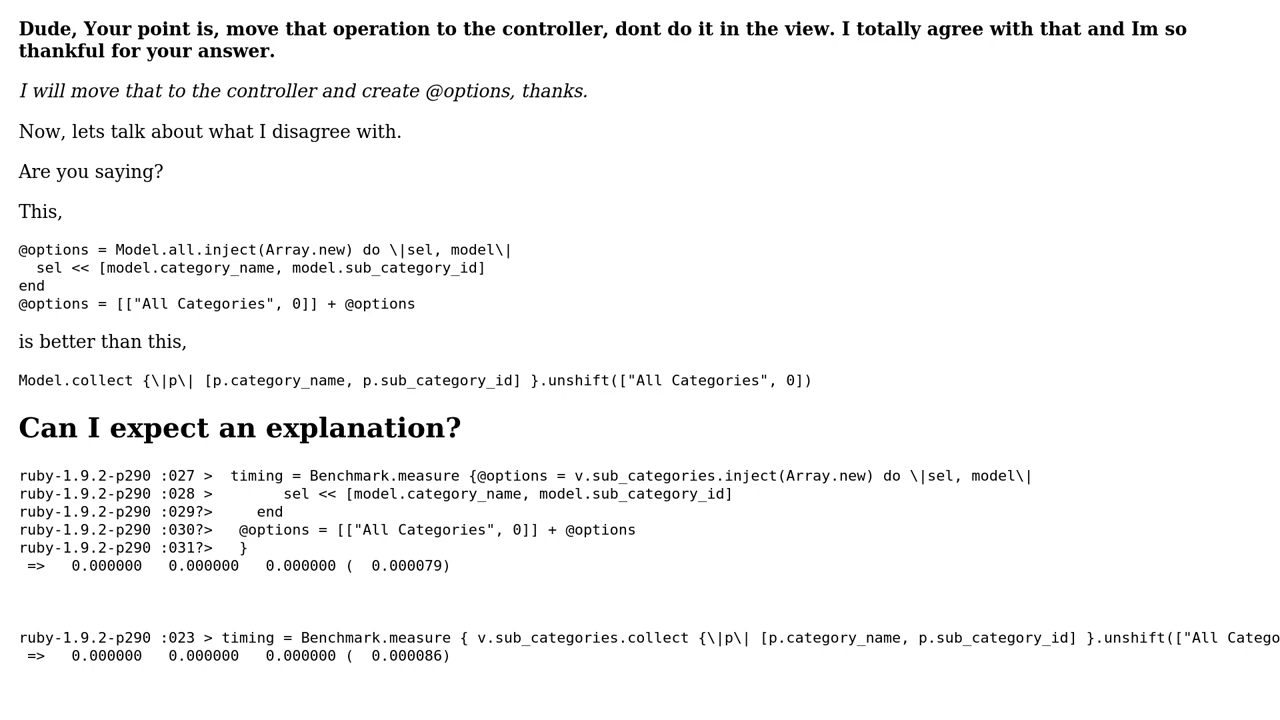 Dude, Your point is, move that operation to the controller, dont do it in the view. I totally agree with that and Im so
thankful for your answer.
I will move that to the controller and create @options, thanks.
Now, lets talk about what I disagree with.
Are you saying?
This,
@options = Model.all.inject(Array.new) do \|sel, model\|
  sel << [model.category_name, model.sub_category_id]
end
@options = [["All Categories", 0]] + @options
is better than this,
Model.collect {\|p\| [p.category_name, p.sub_category_id] }.unshift(["All Categories", 0])
Can I expect an explanation?
ruby-1.9.2-p290 :027 >  timing = Benchmark.measure {@options = v.sub_categories.inject(Array.new) do \|sel, model\|
ruby-1.9.2-p290 :028 >        sel << [model.category_name, model.sub_category_id]
ruby-1.9.2-p290 :029?>     end
ruby-1.9.2-p290 :030?>   @options = [["All Categories", 0]] + @options
ruby-1.9.2-p290 :031?>   }
 =>   0.000000   0.000000   0.000000 (  0.000079)
ruby-1.9.2-p290 :023 > timing = Benchmark.measure { v.sub_categories.collect {\|p\| [p.category_name, p.sub_category_id] }.unshift(["All Catego
 =>   0.000000   0.000000   0.000000 (  0.000086)